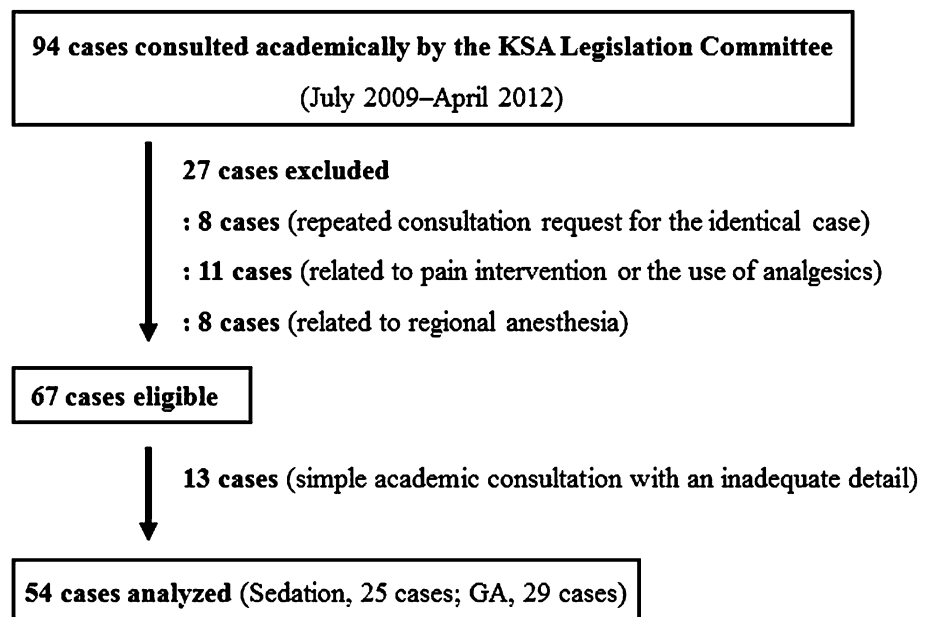 94 cases consulted academically by the KSA Legislation Committee
(July 2009–April 2012)
27 cases excluded
: 8 cases (repeated consultation request for the identical case)
: 11 cases (related to pain intervention or the use of analgesics)
: 8 cases (related to regional anesthesia)
67 cases eligible
13 cases (simple academic consultation with an inadequate detail)
54 cases analyzed (Sedation, 25 cases; GA, 29 cases)